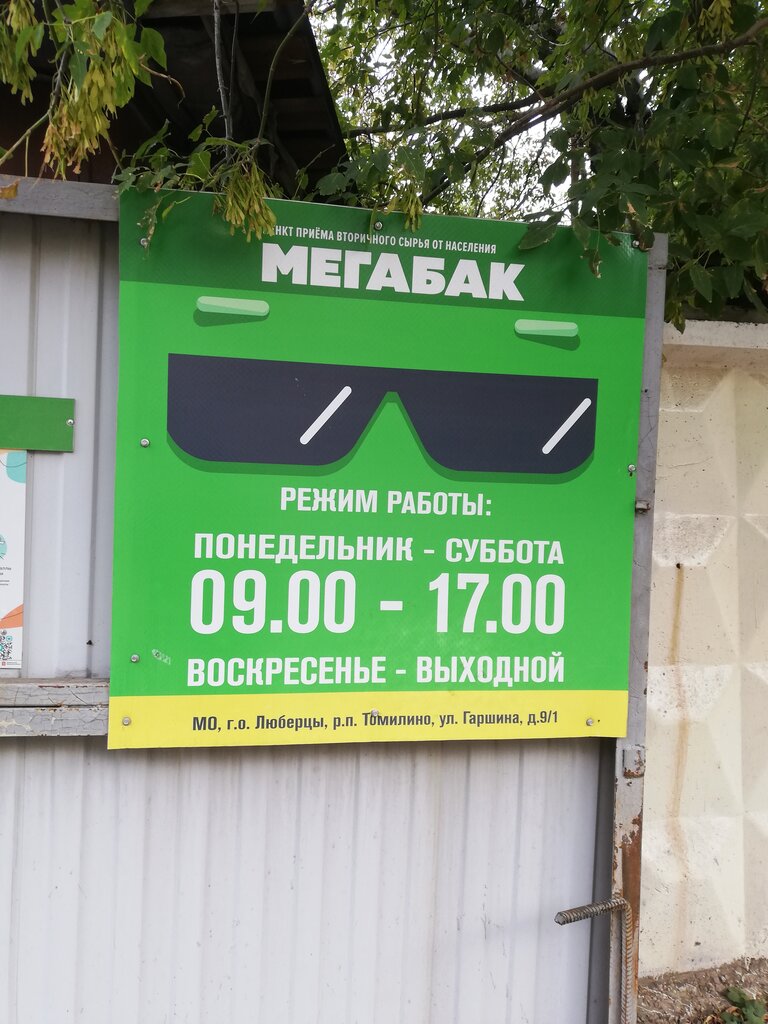 ПРИЁМА ВТОРИЧНОГО СЫРЬЯ ОТ НАСЕЛЕНИЯ
МЕГАБАК
РЕЖИМ РАБОТЫ:
ПОНЕДЕЛЬНИК - СУББОТА
09.00 - 17.00
ВОСКРЕСЕНЬЕ - ВЫХОДНОЙ
МО, г.о. Люберцы, р.п. Томилино, ул. Гаршина, д.9/1